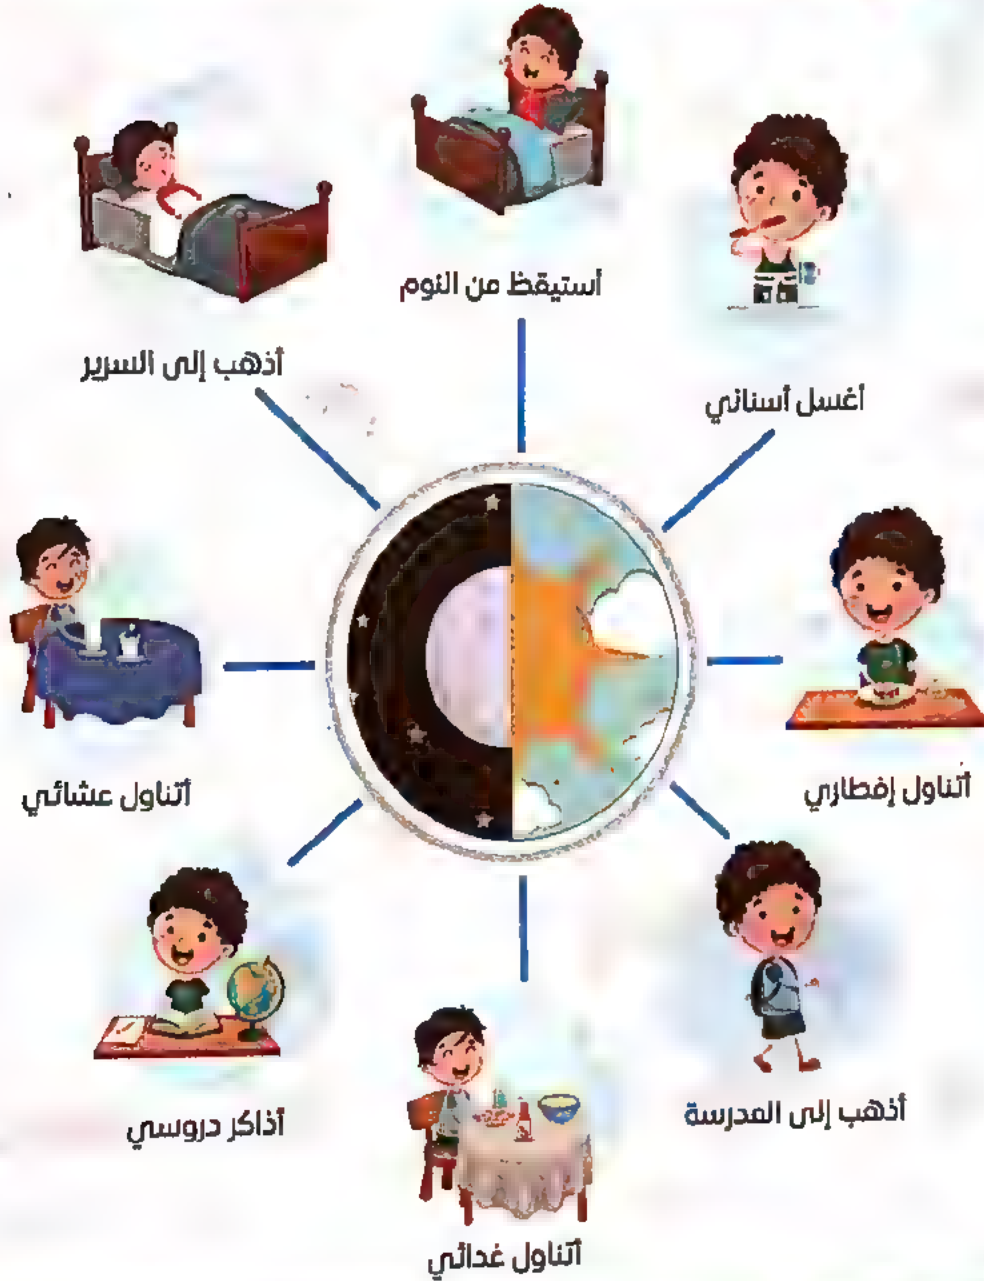 أستيقظ من النوم
أغسل أسناني
أتناول إفطاري
أذهب إلى المدرسة
أتناول غدائي
أذاكر دروسي
أتناول عشائي
أذهب إلى السرير